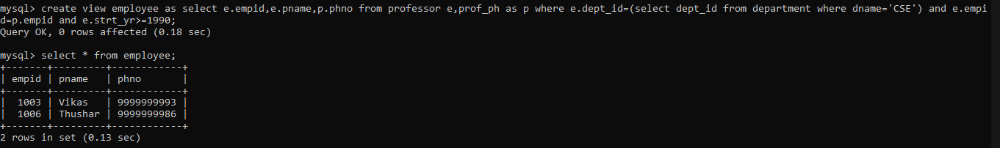 mysql> create view employee as select e.empid,e.pname,p.phno from professor e,prof_ph as p where e.dept_id=(select dept_id from department where dname='CSE') and e.empi
d=p.empid and e.strt_yr>=1990;
Query OK, 0 rows affected (0.18 sec)
mysql> select * from employee;
+-------+---------+------------+
| empid | pname   | phno       |
+-------+---------+------------+
|  1003 | Vikas   | 9999999993 |
|  1006 | Thushar | 9999999986 |
+-------+---------+------------+
2 rows in set (0.13 sec)